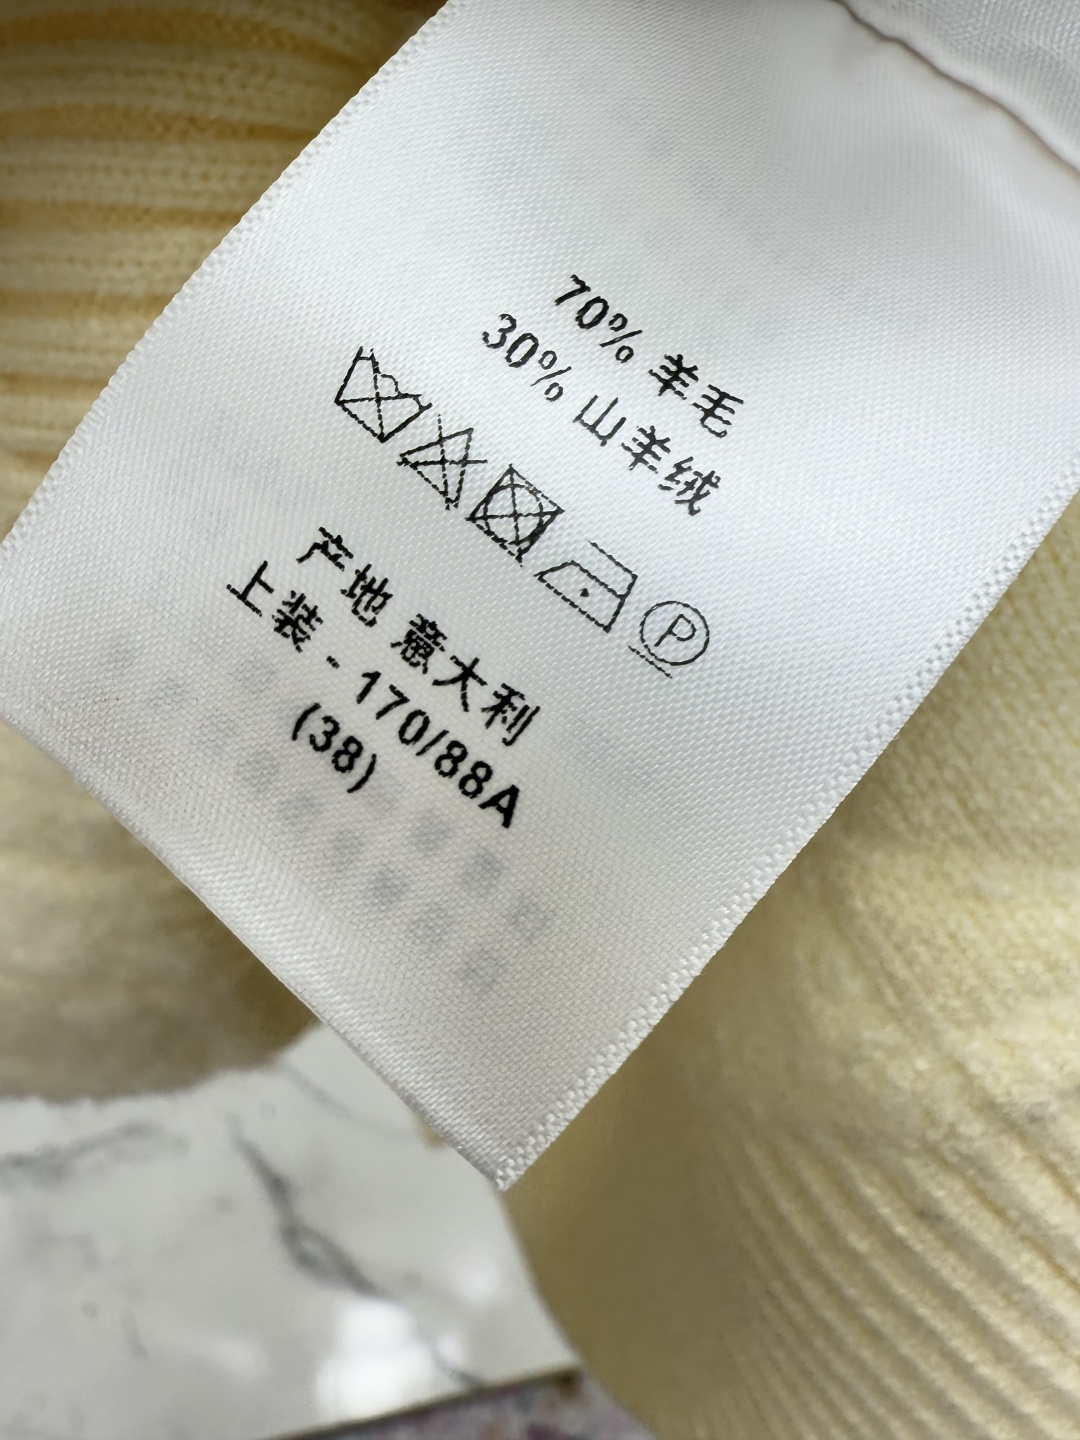 70% 羊毛
30% 山羊绒
P
产地 意大利
上装 - 170/88A
(38)